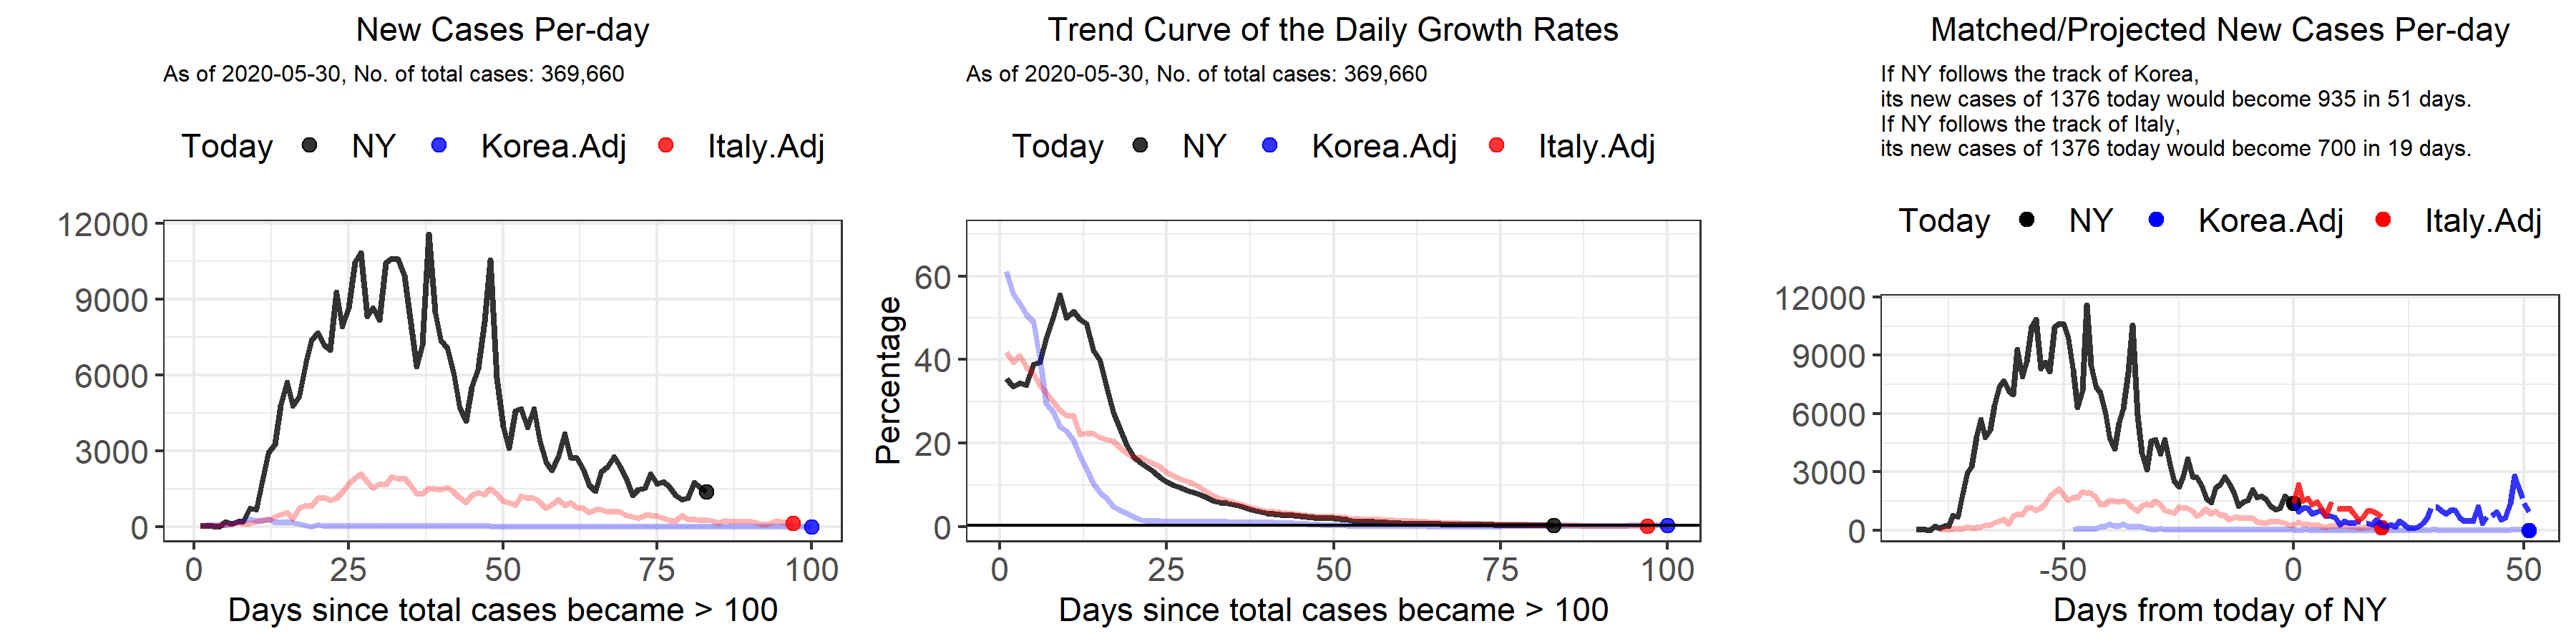 New Cases Per-day
As of 2020-05-30, No. of total cases: 369,660
Today NY Korea.Adj Italy.Adj
12000
9000
6000
3000
0
0 25 50 75 100
Days since total cases became > 100
Trend Curve of the Daily Growth Rates
As of 2020-05-30, No. of total cases: 369,660
Today NY Korea.Adj Italy.Adj
Percentage
60
40
20
0
0 25 50 75 100
Days since total cases became > 100
Matched/Projected New Cases Per-day
If NY follows the track of Korea,
its new cases of 1376 today would become 935 in 51 days.
If NY follows the track of Italy,
its new cases of 1376 today would become 700 in 19 days.
Today NY Korea.Adj Italy.Adj
12000
9000
6000
3000
0
-50 0 50
Days from today of NY